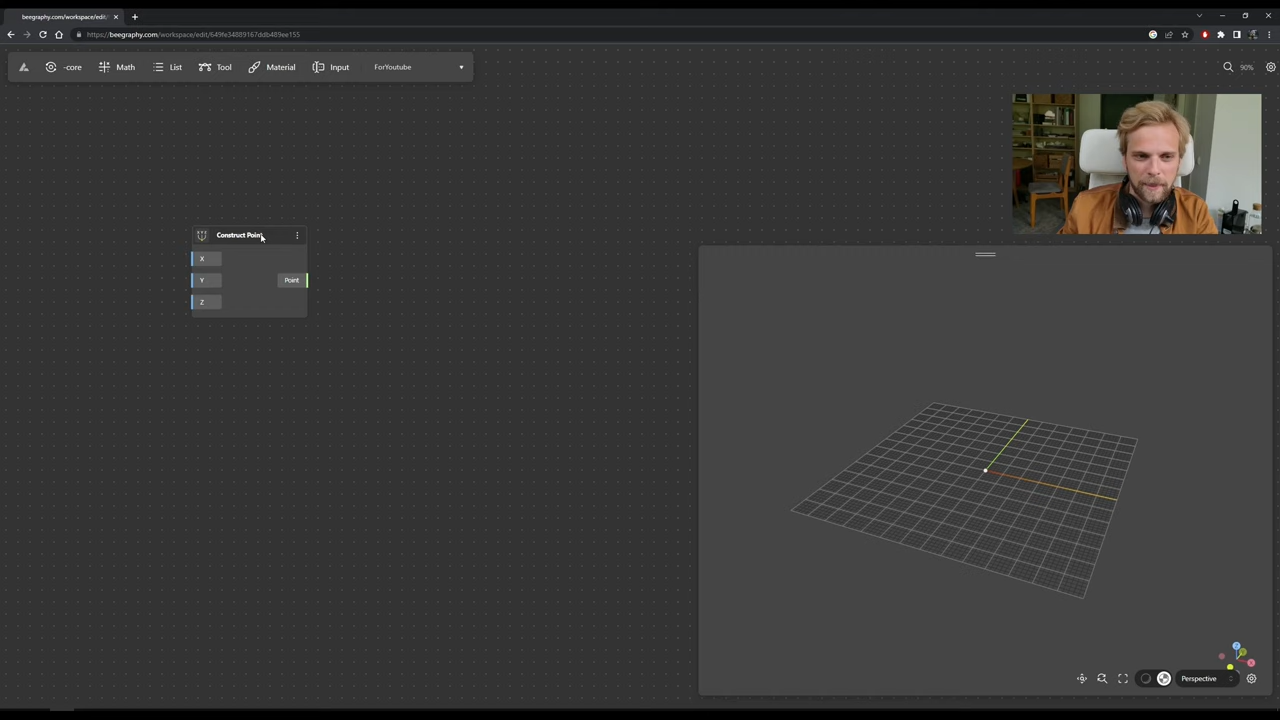 beegraphy.com/workspace/edit/
https://beegraphy.com/workspace/edit/649fe34889167ddb489ee155
-core
Math
List
Tool
Material
Input
ForYoutube
90%
Construct Point
X
Y
Point
Z
Z
X
Perspective